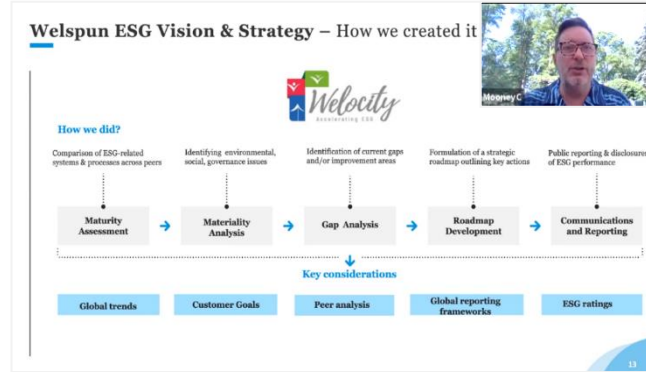 Welspun ESG Vision & Strategy – How we created it
Mooney C
Welocity
Accelerating ESG
How we did?
Comparison of ESG-related
systems & processes across peers
Identifying environmental,
social, governance issues
Identification of current gaps
and/or improvement areas
Formulation of a strategic
roadmap outlining key actions
Public reporting & disclosure
of ESG performance
Maturity
Assessment
Materiality
Analysis
Gap Analysis
Roadmap
Development
Communications
and Reporting
Key considerations
Global trends
Customer Goals
Peer analysis
Global reporting
frameworks
ESG ratings
13